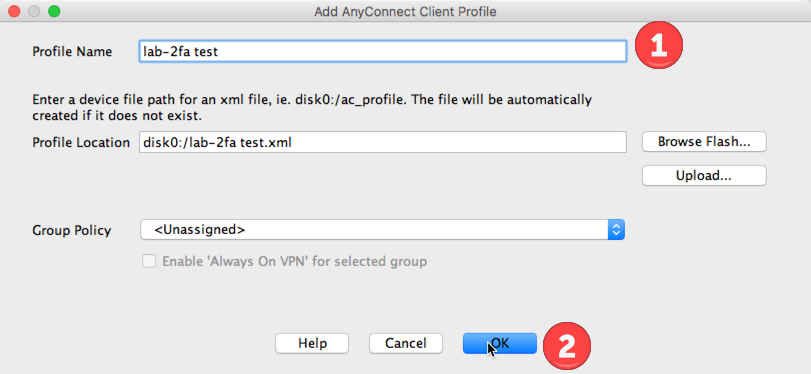 Add AnyConnect Client Profile
Profile Name lab-2fa test 1
Enter a device file path for an xml file, ie. disk0:/ac_profile. The file will be automatically
created if it does not exist.
Profile Location disk0:/lab-2fa test.xml Browse Flash...
Upload...
Group Policy <Unassigned>
Enable 'Always On VPN' for selected group
Help Cancel OK 2